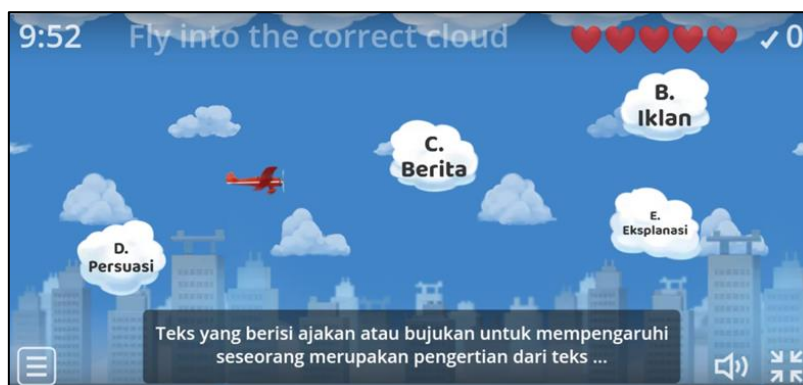 9:52 Fly into the correct cloud ✓ 0
B.
Iklan
C.
Berita
E.
Eksplanasi
D.
Persuasi
Teks yang berisi ajakan atau bujukan untuk mempengaruhi
seseorang merupakan pengertian dari teks ...